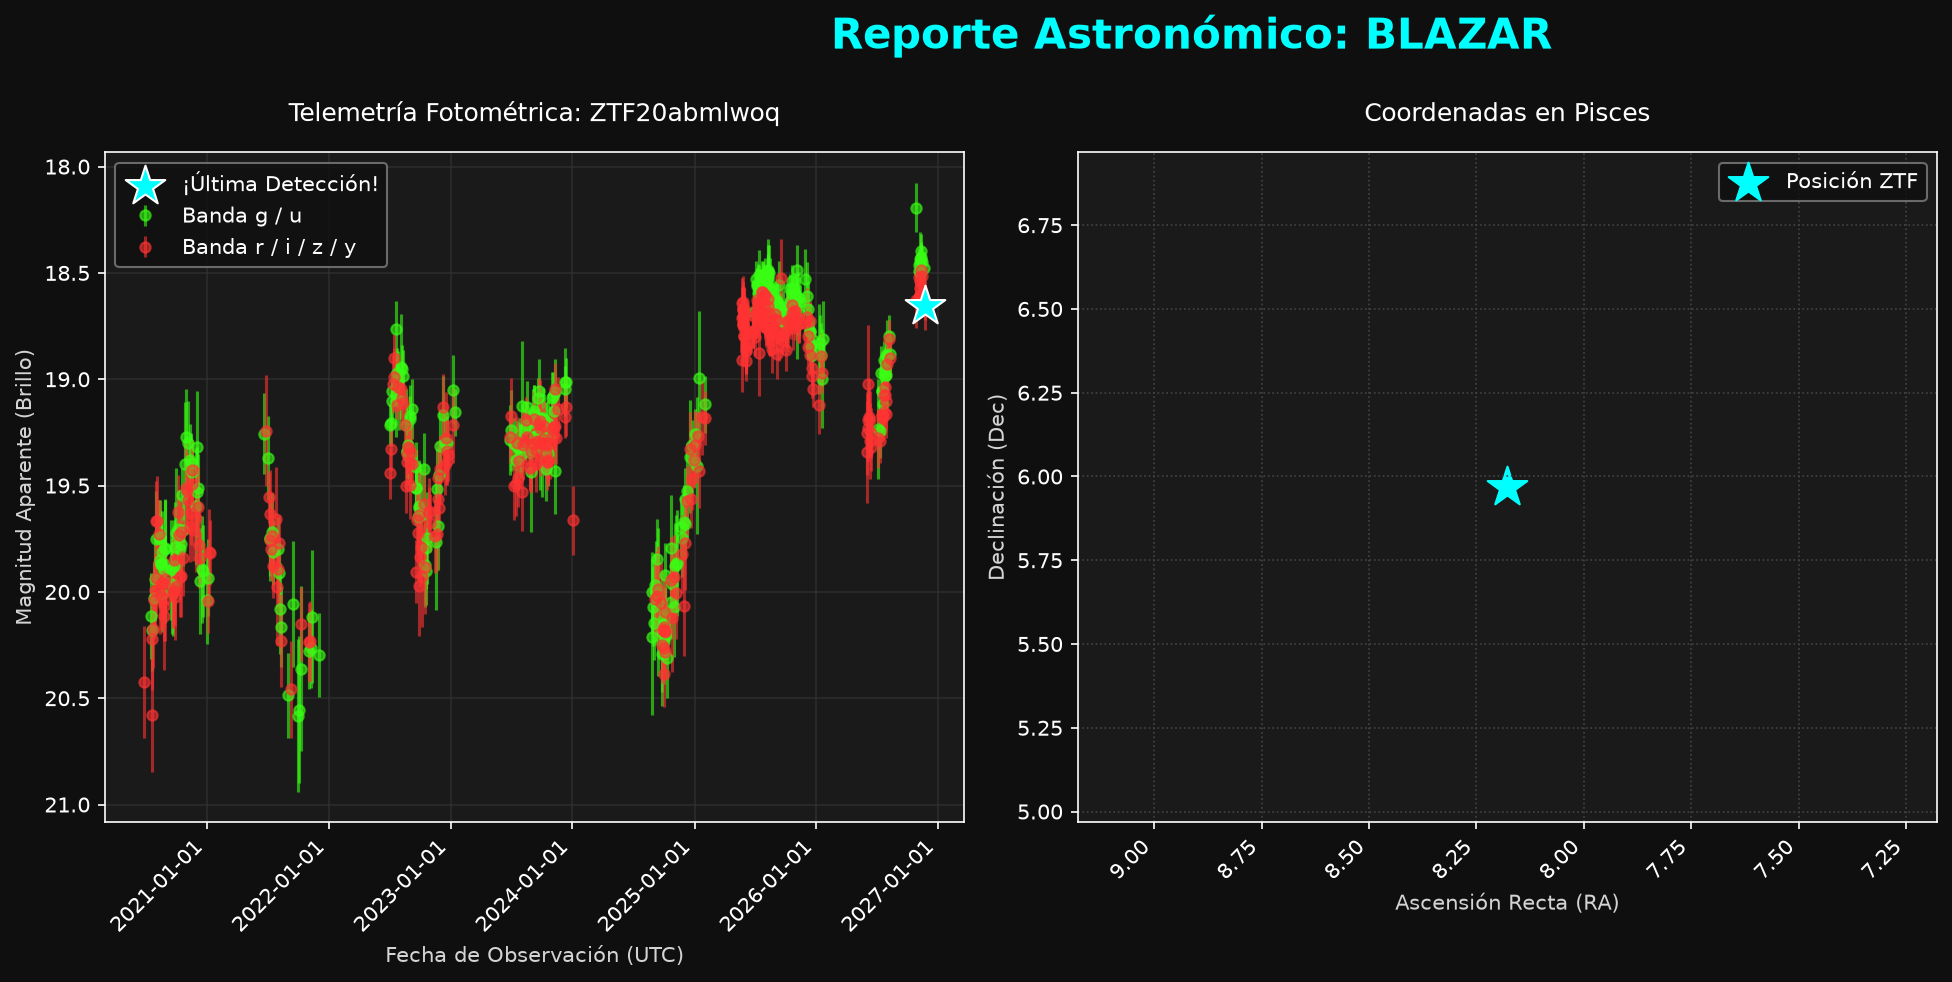 Reporte Astronómico: BLAZAR
Telemetría Fotométrica: ZTF20abmlwoq
¡Última Detección!
Banda g / u
Banda r / i / z / y
Magnitud Aparente (Brillo)
18.0
18.5
19.0
19.5
20.0
20.5
21.0
2021-01-01
2022-01-01
2023-01-01
2024-01-01
2025-01-01
2026-01-01
2027-01-01
Fecha de Observación (UTC)
Coordenadas en Pisces
Posición ZTF
Declinación (Dec)
6.75
6.50
6.25
6.00
5.75
5.50
5.25
5.00
9.00
8.75
8.50
8.25
8.00
7.75
7.50
7.25
Ascensión Recta (RA)